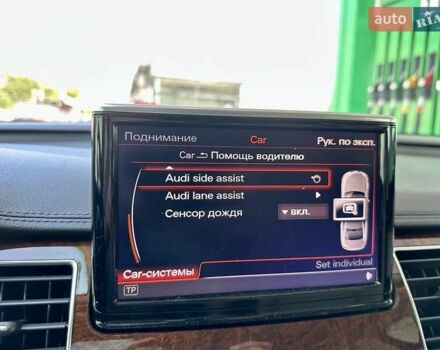 auto RIA
Поднимание Car Рук. по эксп.
Car Помощь водителю
Audi side assist
Audi lane assist
Сенсор дождя ВКЛ.
Set individual
Car-системы
TP